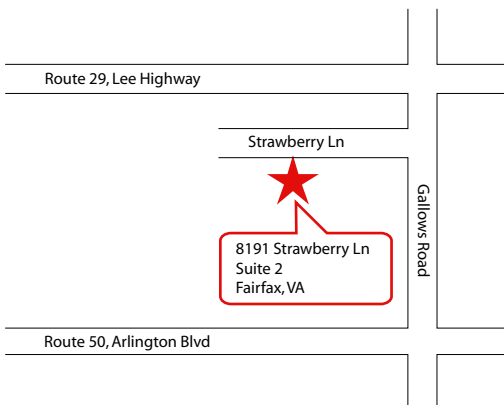 Route 29, Lee Highway
Strawberry Ln
8191 Strawberry Ln
Suite 2
Fairfax, VA
Gallows Road
Route 50, Arlington Blvd